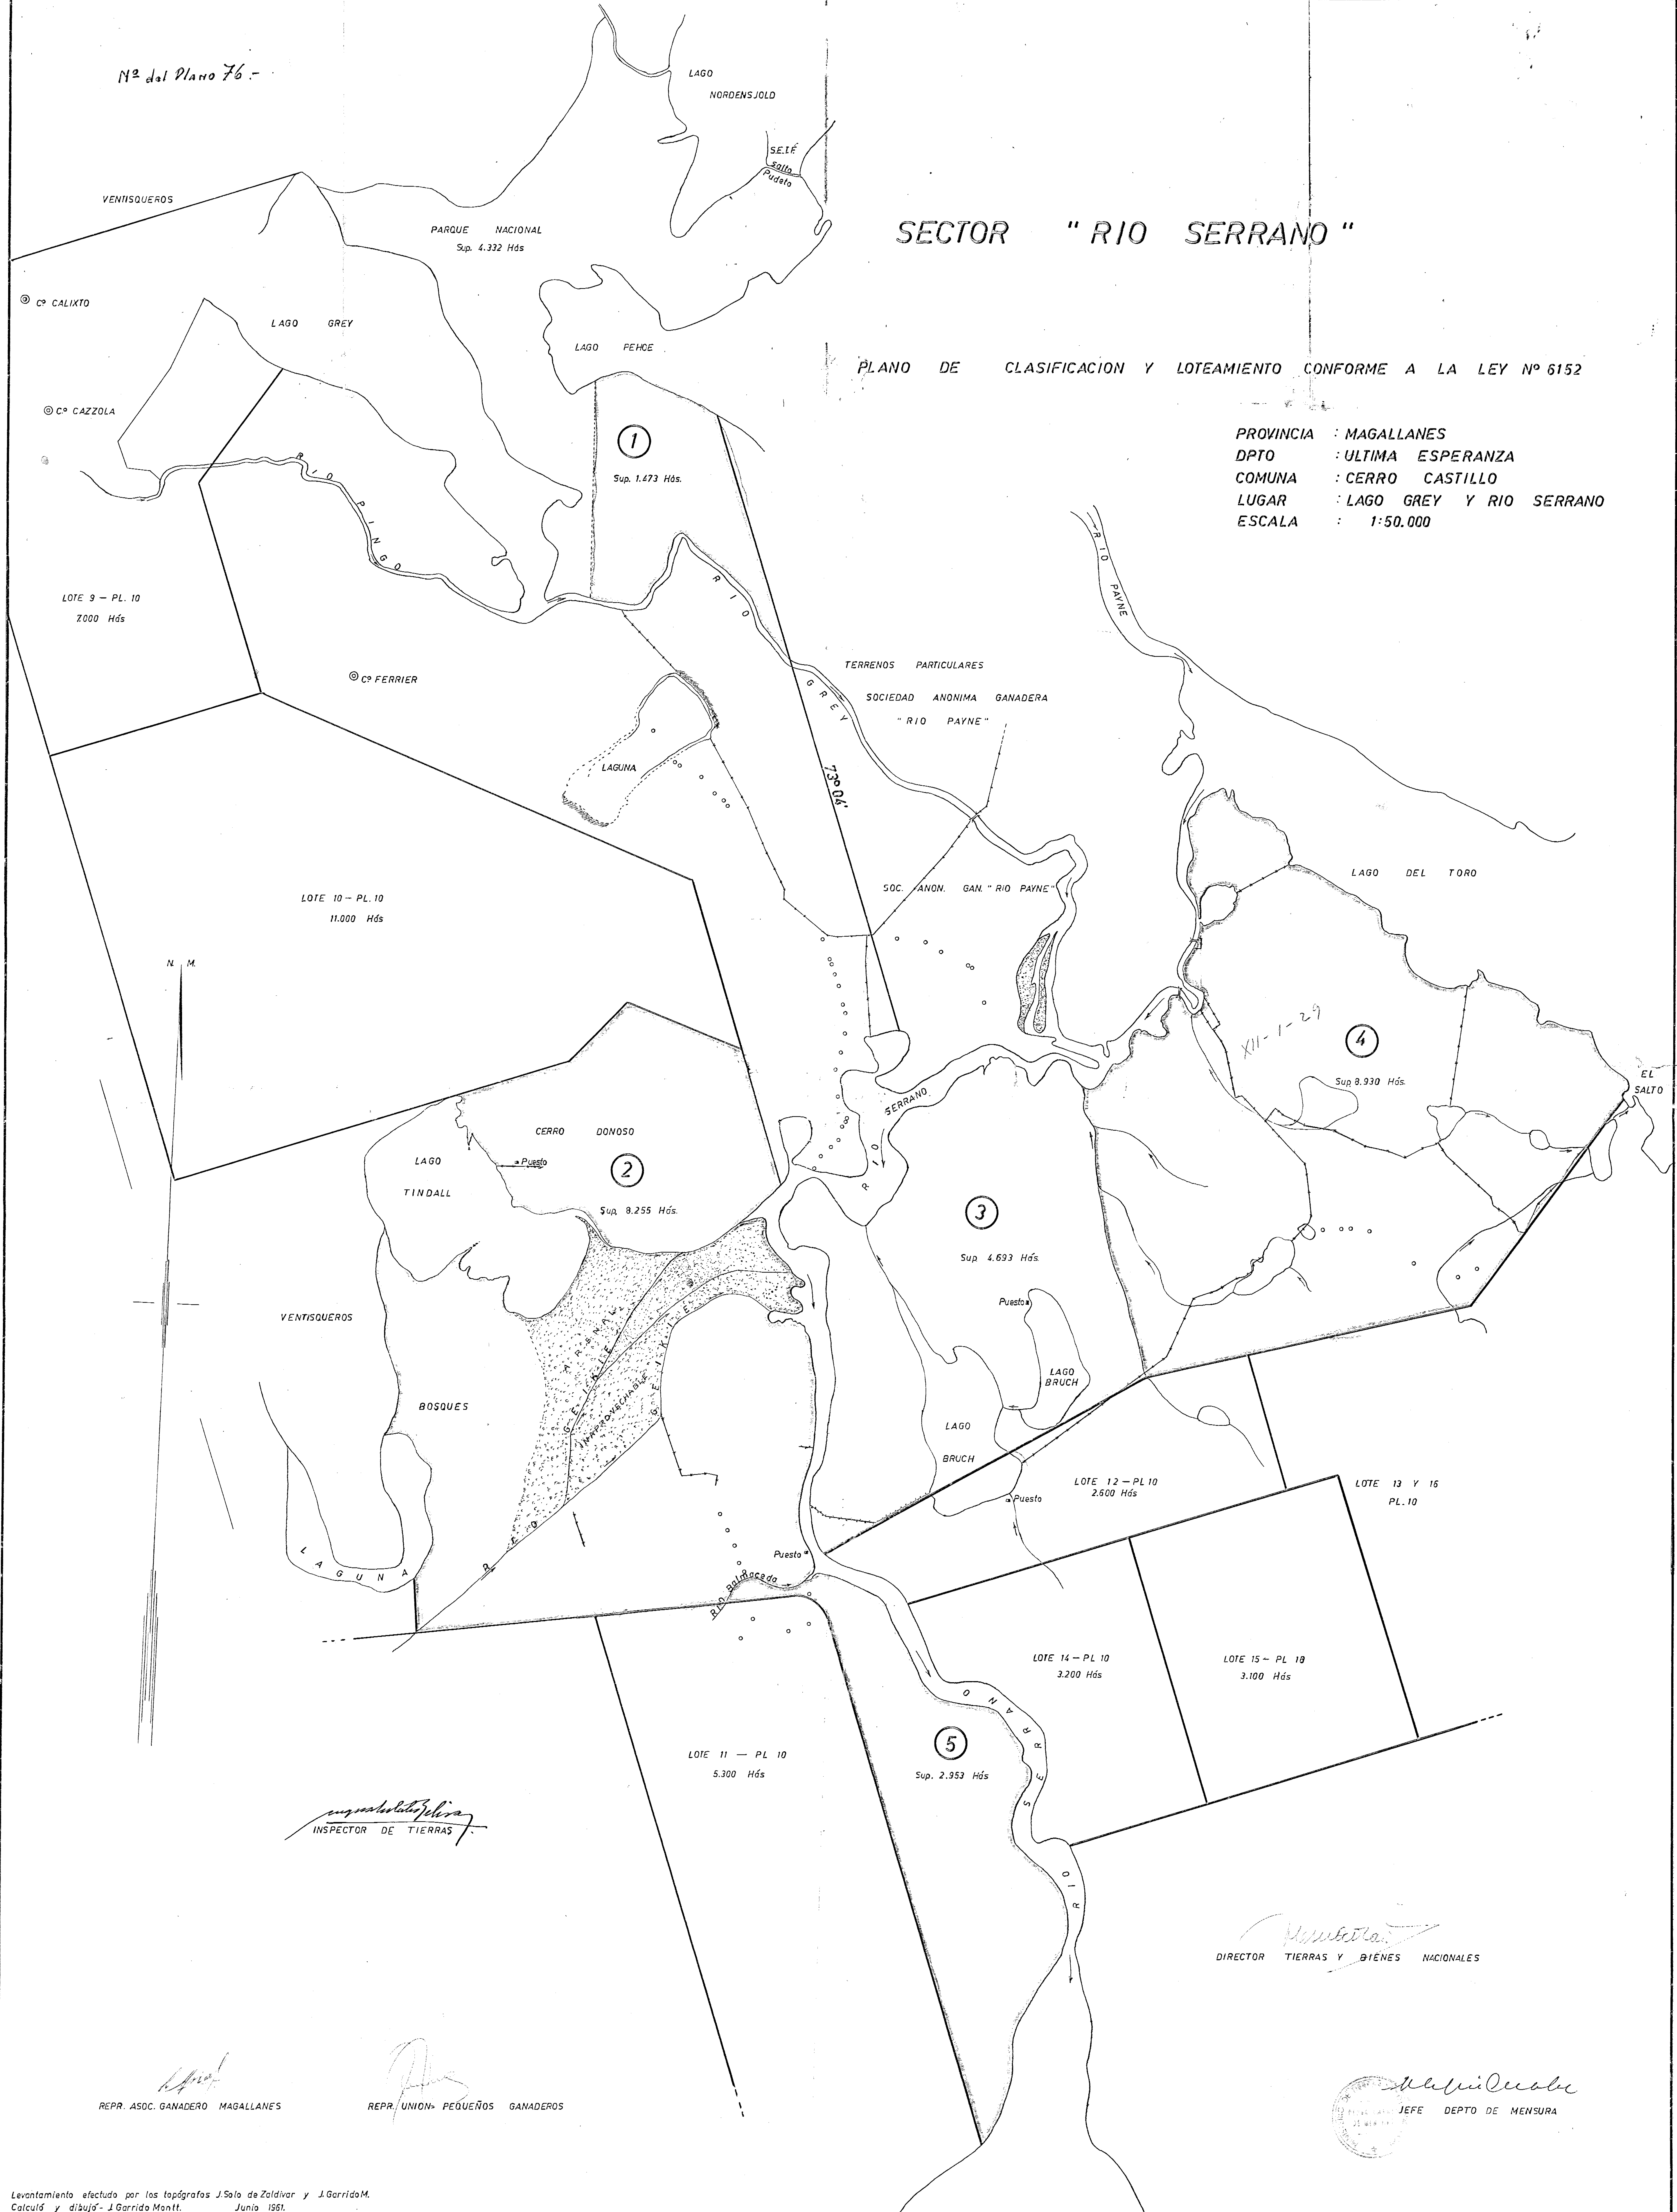 Nº del Plano 76.-
LAGO
NORDENSJOLD
S.E.I.E
Salto
Pudeto
VENTISQUEROS
PARQUE NACIONAL
Sup. 4.332 Hás
SECTOR "RIO SERRANO"
Cº CALIXTO
LAGO GREY
LAGO PEHOE
PLANO DE CLASIFICACION Y LOTEAMIENTO CONFORME A LA LEY Nº 6152
Cº CAZZOLA
1
Sup. 1.473 Hás.
PROVINCIA : MAGALLANES
DPTO : ULTIMA ESPERANZA
COMUNA : CERRO CASTILLO
LUGAR : LAGO GREY Y RIO SERRANO
ESCALA : 1:50.000
RIO PINGO
RIO PAYNE
LOTE 9 - PL. 10
7.000 Hás
RIO GREY
Cº FERRIER
TERRENOS PARTICULARES
SOCIEDAD ANONIMA GANADERA
"RIO PAYNE"
LAGUNA
73º04'
LOTE 10 - PL. 10
11.000 Hás
SOC. ANON. GAN. "RIO PAYNE"
LAGO DEL TORO
N. M.
XII-1-29
4
Sup 8.930 Hás.
EL
SALTO
CERRO DONOSO
Puesto
2
Sup. 8.255 Hás.
LAGO
TINDALL
RIO SERRANO
3
Sup. 4.693 Hás.
VENTISQUEROS
ARENAL
GEIKIE
INAPROVECHABLE
RIO GEIKIE
Puesto
LAGO
BRUCH
BOSQUES
LAGO
BRUCH
LOTE 12 - PL 10
2.600 Hás
LOTE 13 Y 16
PL. 10
Puesto
LAGUNA
Puesto
RIO Balmaceda
LOTE 14 - PL 10
3.200 Hás
LOTE 15 - PL 18
3.100 Hás
LOTE 11 - PL 10
5.300 Hás
5
Sup. 2.953 Hás
RIO SERRANO
INSPECTOR DE TIERRAS
DIRECTOR TIERRAS Y BIENES NACIONALES
REPR. ASOC. GANADERO MAGALLANES
REPR. UNION PEQUEÑOS GANADEROS
JEFE DEPTO DE MENSURA
Levantamiento efectudo por los topógrafos J.Solo de Zaldivar y J.Garrido M.
Calculó y dibujó - J.Garrido Montt. Junio 1961.